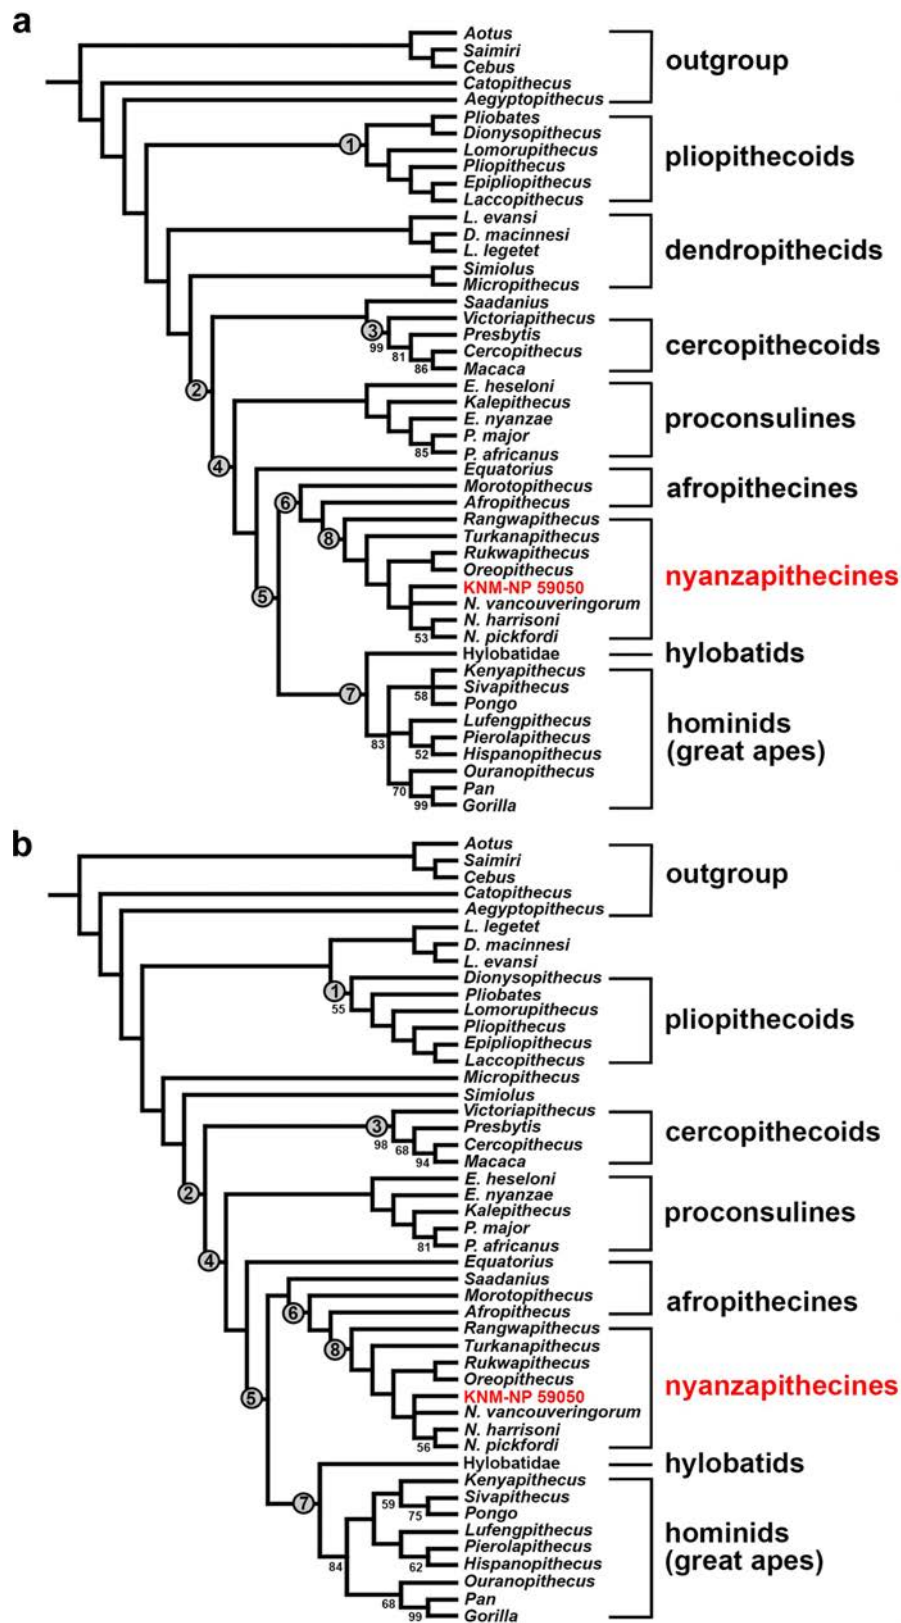 a
Aotus
Saimiri
Cebus
Catopithecus
Aegyptopithecus
outgroup
Pliobates
Dionysopithecus
Lomorupithecus
Pliopithecus
Epipliopithecus
Laccopithecus
pliopithecoids
1
L. evansi
D. macinnesi
L. legetet
Simiolus
Micropithecus
dendropithecids
Saadanius
Victoriapithecus
Presbytis
Cercopithecus
Macaca
cercopithecoids
3
99
81
86
2
E. heseloni
Kalepithecus
E. nyanzae
P. major
P. africanus
proconsulines
85
4
Equatorius
Morotopithecus
Afropithecus
afropithecines
6
Rangwapithecus
Turkanapithecus
Rukwapithecus
Oreopithecus
KNM-NP 59050
N. vancouveringorum
N. harrisoni
N. pickfordi
nyanzapithecines
8
53
5
Hylobatidae
hylobatids
7
Kenyapithecus
Sivapithecus
Pongo
Lufengpithecus
Pierolapithecus
Hispanopithecus
Ouranopithecus
Pan
Gorilla
hominids
(great apes)
58
83
52
70
99
b
Aotus
Saimiri
Cebus
Catopithecus
Aegyptopithecus
outgroup
L. legetet
D. macinnesi
L. evansi
Dionysopithecus
Pliobates
Lomorupithecus
Pliopithecus
Epipliopithecus
Laccopithecus
pliopithecoids
1
55
Micropithecus
Simiolus
Victoriapithecus
Presbytis
Cercopithecus
Macaca
cercopithecoids
3
98
68
94
2
E. heseloni
E. nyanzae
Kalepithecus
P. major
P. africanus
proconsulines
81
4
Equatorius
Saadanius
Morotopithecus
Afropithecus
afropithecines
6
Rangwapithecus
Turkanapithecus
Rukwapithecus
Oreopithecus
KNM-NP 59050
N. vancouveringorum
N. harrisoni
N. pickfordi
nyanzapithecines
8
56
5
Hylobatidae
hylobatids
7
Kenyapithecus
Sivapithecus
Pongo
Lufengpithecus
Pierolapithecus
Hispanopithecus
Ouranopithecus
Pan
Gorilla
hominids
(great apes)
59
75
62
84
68
99